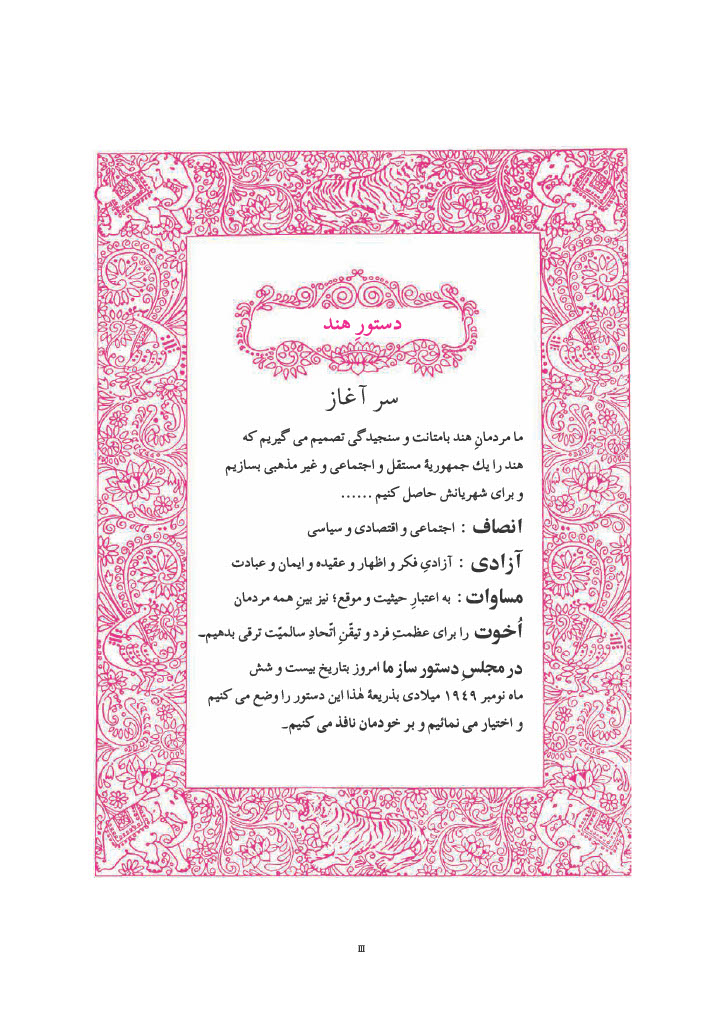 دستورِ هند
سر آغاز
ما مردمانِ هند بامتانت و سنجیدگی تصمیم می گیریم که
هند را یك جمهوریۂ مستقل و اجتماعی و غیر مذهبی بسازیم
و برای شهریانش حاصل کنیم ......
انصاف : اجتماعی و اقتصادی و سیاسی
آزادی : آزادیِ فکر و اظهار و عقیده و ایمان و عبادت
مساوات : به اعتبارِ حیثیت و موقع؛ نیز بینِ همه مردمان
اُخوت را برای عظمتِ فرد و تیقّنِ اتّحادِ سالمیّت ترقی بدهیم۔
در مجلسِ دستور ساز ما امروز بتاریخ بیست و شش
ماه نومبر ١٩٤٩ میلادی بذریعۂ هٰذا این دستور را وضع می کنیم
و اختیار می نمائیم و بر خودمان نافذ می کنیم۔
III